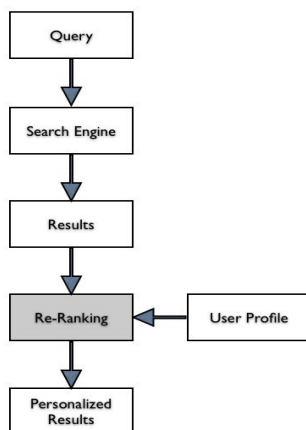 Query
Search Engine
Results
Re-Ranking
User Profile
Personalized
Results